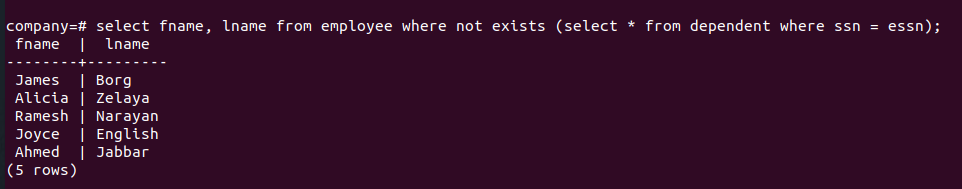 company=# select fname, lname from employee where not exists (select * from dependent where ssn = essn);
 fname  |  lname
--------+---------
 James  | Borg
 Alicia | Zelaya
 Ramesh | Narayan
 Joyce  | English
 Ahmed  | Jabbar
(5 rows)